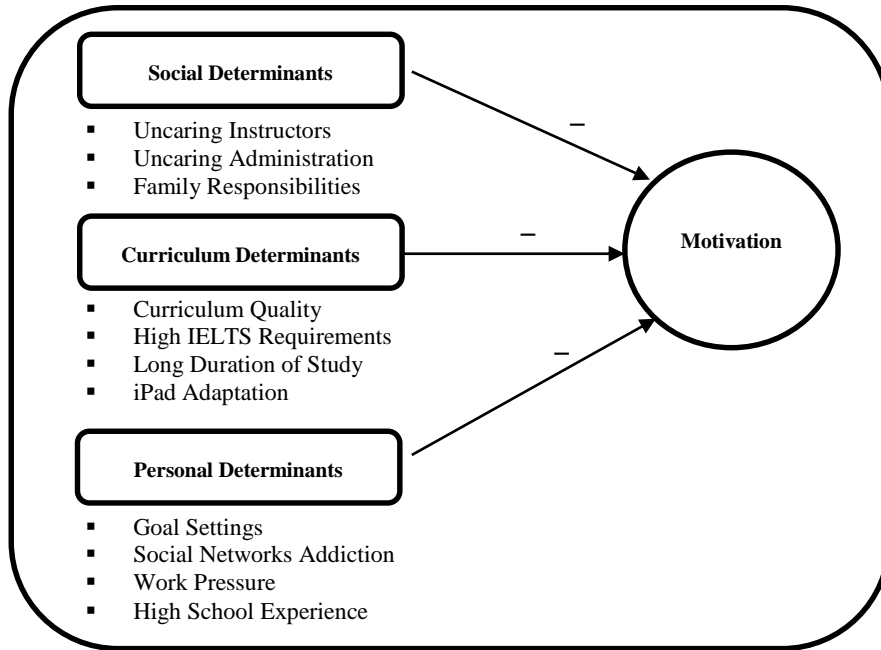 Social Determinants
▪ Uncaring Instructors
▪ Uncaring Administration
▪ Family Responsibilities
–
Curriculum Determinants
–
Motivation
▪ Curriculum Quality
▪ High IELTS Requirements
▪ Long Duration of Study
▪ iPad Adaptation
–
Personal Determinants
▪ Goal Settings
▪ Social Networks Addiction
▪ Work Pressure
▪ High School Experience